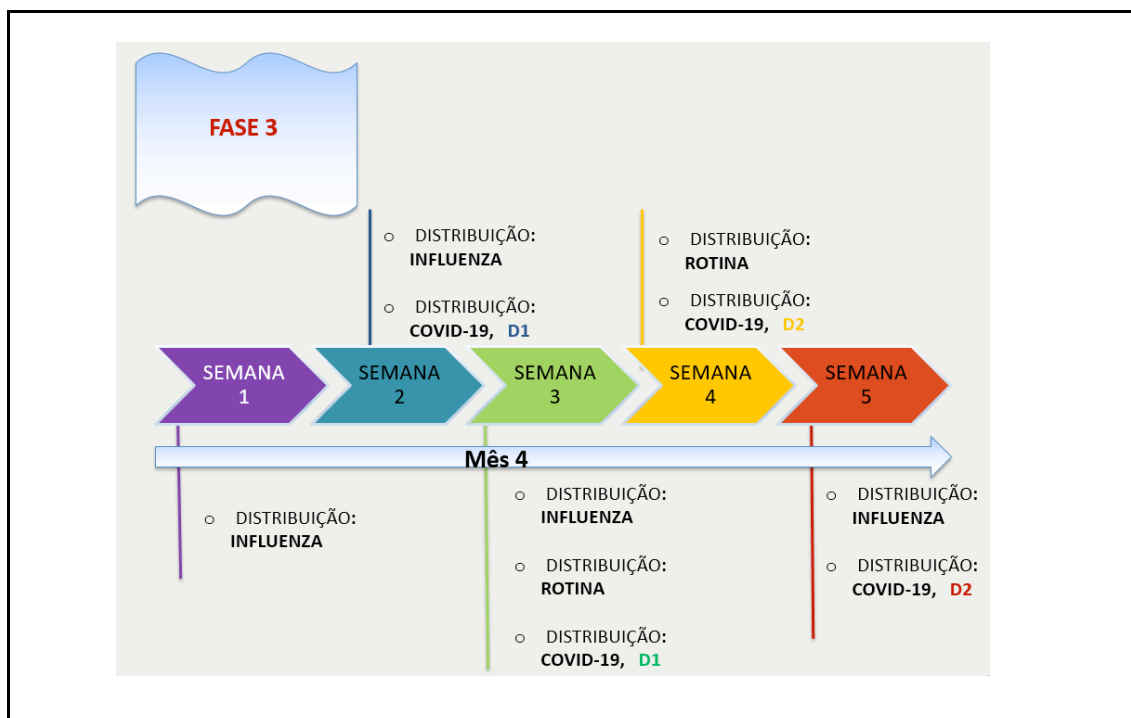 FASE 3
o DISTRIBUIÇÃO:
INFLUENZA
o DISTRIBUIÇÃO:
COVID-19, D1
o DISTRIBUIÇÃO:
ROTINA
o DISTRIBUIÇÃO:
COVID-19, D2
SEMANA
1
SEMANA
2
SEMANA
3
SEMANA
4
SEMANA
5
Mês 4
o DISTRIBUIÇÃO:
INFLUENZA
o DISTRIBUIÇÃO:
INFLUENZA
o DISTRIBUIÇÃO:
ROTINA
o DISTRIBUIÇÃO:
COVID-19, D1
o DISTRIBUIÇÃO:
INFLUENZA
o DISTRIBUIÇÃO:
COVID-19, D2